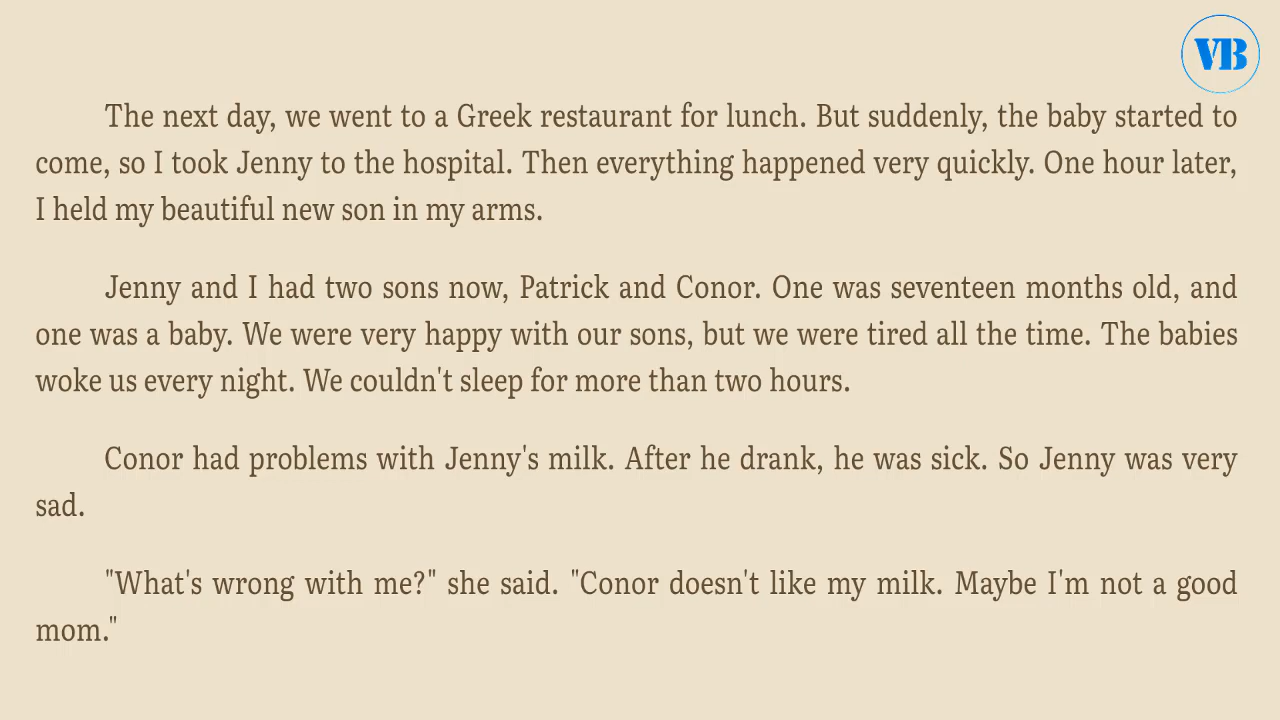 VB
The next day, we went to a Greek restaurant for lunch. But suddenly, the baby started to
come, so I took Jenny to the hospital. Then everything happened very quickly. One hour later,
I held my beautiful new son in my arms.
Jenny and I had two sons now, Patrick and Conor. One was seventeen months old, and
one was a baby. We were very happy with our sons, but we were tired all the time. The babies
woke us every night. We couldn't sleep for more than two hours.
Conor had problems with Jenny's milk. After he drank, he was sick. So Jenny was very
sad.
"What's wrong with me?" she said. "Conor doesn't like my milk. Maybe I'm not a good
mom."